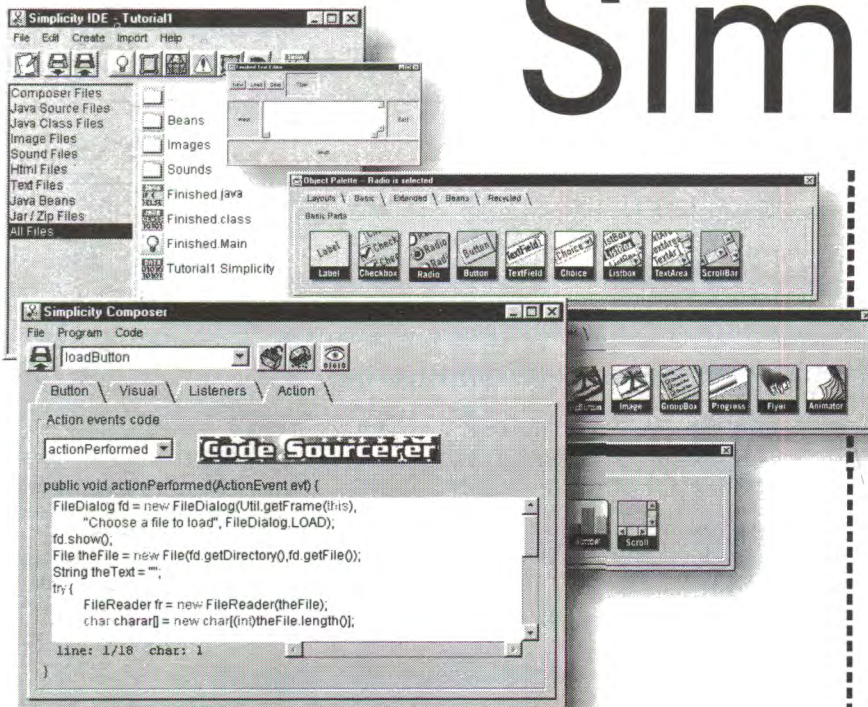 Sim
Simplicity IDE - Tutorial1
File Edit Create Import Help
Composer Files
Java Source Files
Java Class Files
Image Files
Sound Files
Html Files
Text Files
Java Beans
Jar / Zip Files
All Files
..
Beans
Images
Sounds
Finished.java
Finished.class
Finished.Main
Tutorial1.Simplicity
Finished Text Editor
Object Palette - Radio is selected
Layouts Basic Extended Beans Recycled
Basic Parts
Label Checkbox Radio Button TextField Choice Listbox TextArea ScrollBar
Image GroupBox Progress Flyer Animator
Scroll
Simplicity Composer
File Program Code
loadButton
Button Visual Listeners Action
Action events code
actionPerformed Code Sourcerer
public void actionPerformed(ActionEvent evt) {
FileDialog fd = new FileDialog(Util.getFrame(this),
"Choose a file to load", FileDialog.LOAD);
fd.show();
File theFile = new File(fd.getDirectory(),fd.getFile());
String theText = "";
try {
FileReader fr = new FileReader(theFile);
char charar[] = new char[(int)theFile.length()];
line: 1/18 char: 1
}